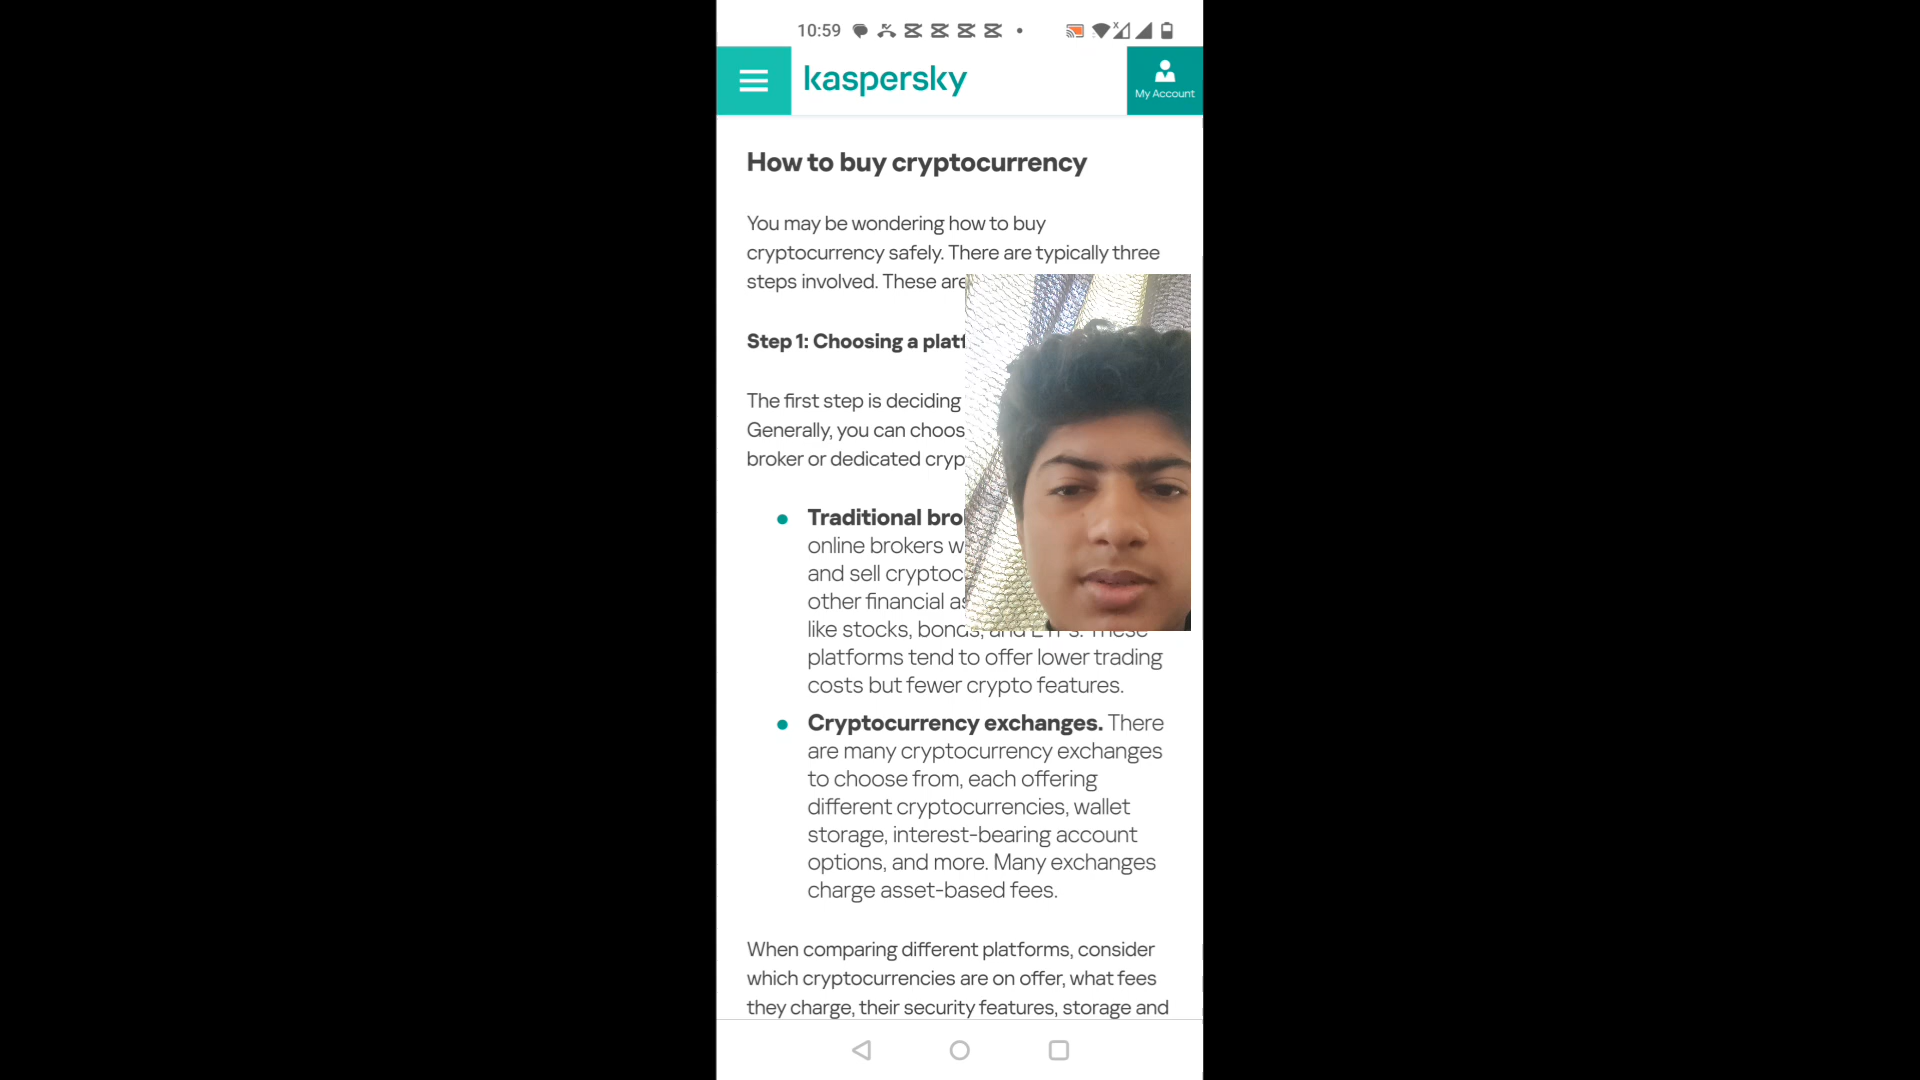 10:59
kaspersky
My Account
How to buy cryptocurrency
You may be wondering how to buy
cryptocurrency safely. There are typically three
steps involved. These are
Step 1: Choosing a
The first step is deciding
Generally, you can
broker or dedicated
Traditional
online brokers
and sell
other financial
like stocks, bonds, and ETFs. These
platforms tend to offer lower trading
costs but fewer crypto features.
Cryptocurrency exchanges. There
are many cryptocurrency exchanges
to choose from, each offering
different cryptocurrencies, wallet
storage, interest-bearing account
options, and more. Many exchanges
charge asset-based fees.
When comparing different platforms, consider
which cryptocurrencies are on offer, what fees
they charge, their security features, storage and